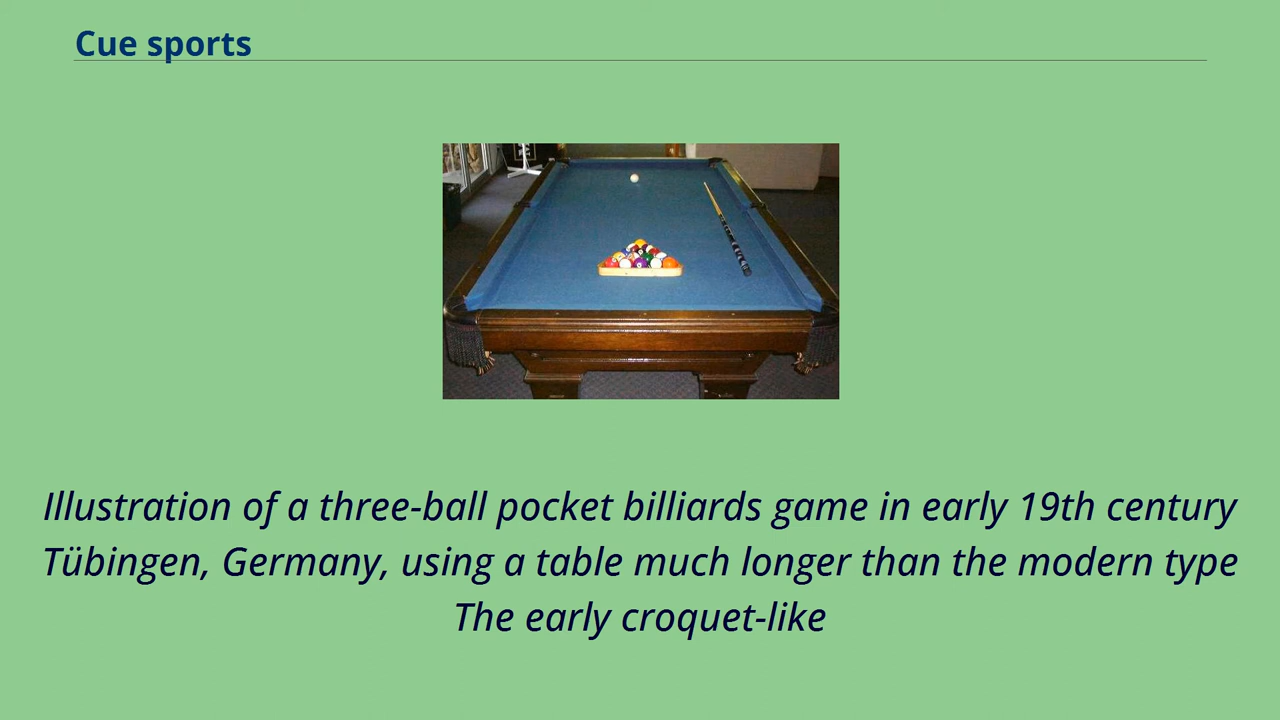 Cue sports
Illustration of a three-ball pocket billiards game in early 19th century
Tübingen, Germany, using a table much longer than the modern type
The early croquet-like